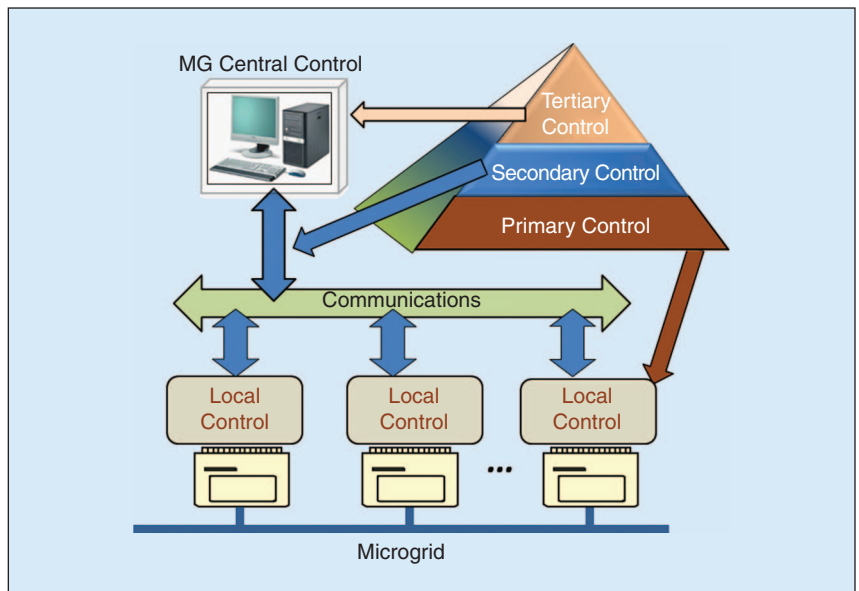 MG Central Control
Tertiary
Control
Secondary Control
Primary Control
Communications
Local
Control
Local
Control
Local
Control
...
Microgrid